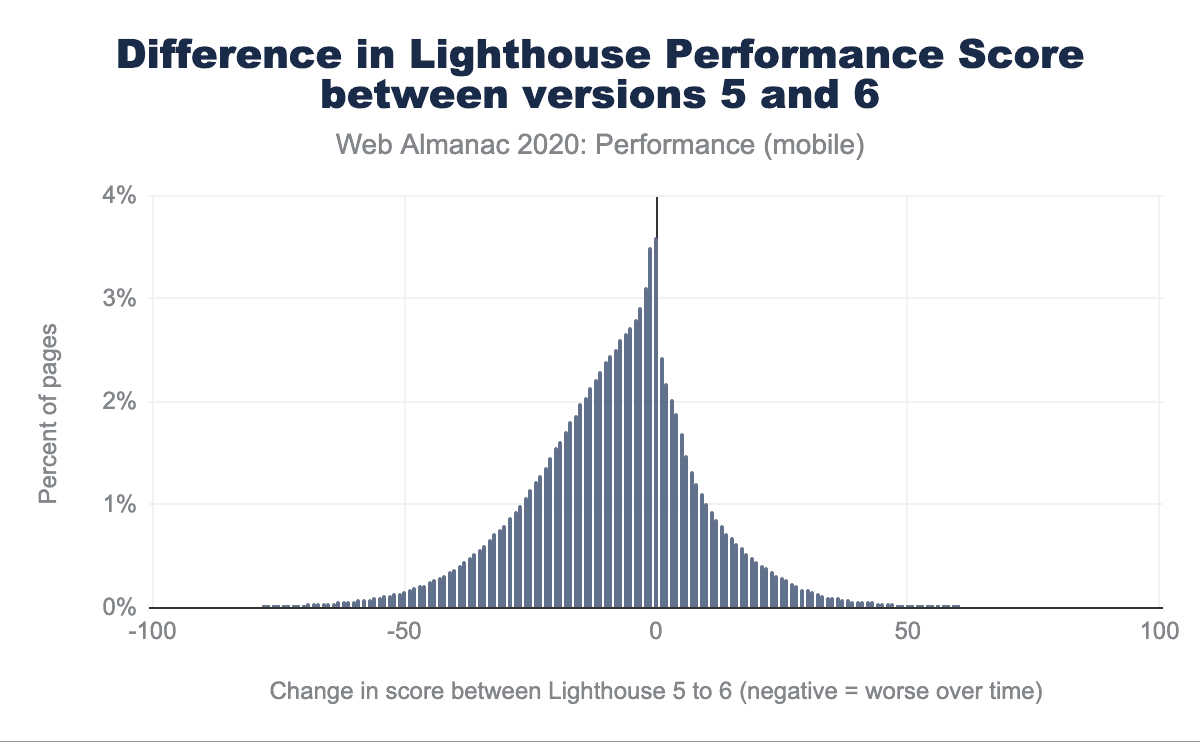 Difference in Lighthouse Performance Score
between versions 5 and 6
Web Almanac 2020: Performance (mobile)
4%
3%
2%
1%
0%
Percent of pages
-100
-50
0
50
100
Change in score between Lighthouse 5 to 6 (negative = worse over time)